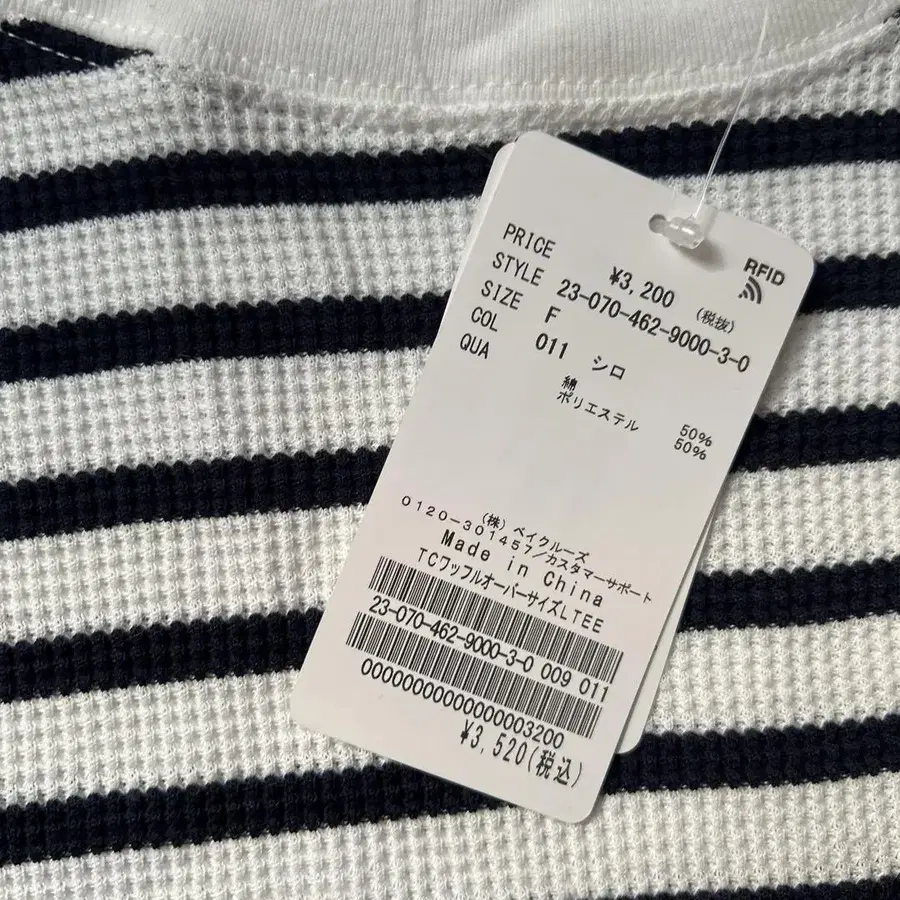 RFID
PRICE ¥3,200 (税抜)
STYLE 23-070-462-9000-3-0
SIZE F
COL 011 シロ
QUA 綿 50%
ポリエステル 50%
(株) ベイクルーズ
0120-301457/カスタマーサポート
Made in China
TCワッフルオーバーサイズLTEE
23-070-462-9000-3-0 009 011
0000000000000003200
¥3,520(税込)